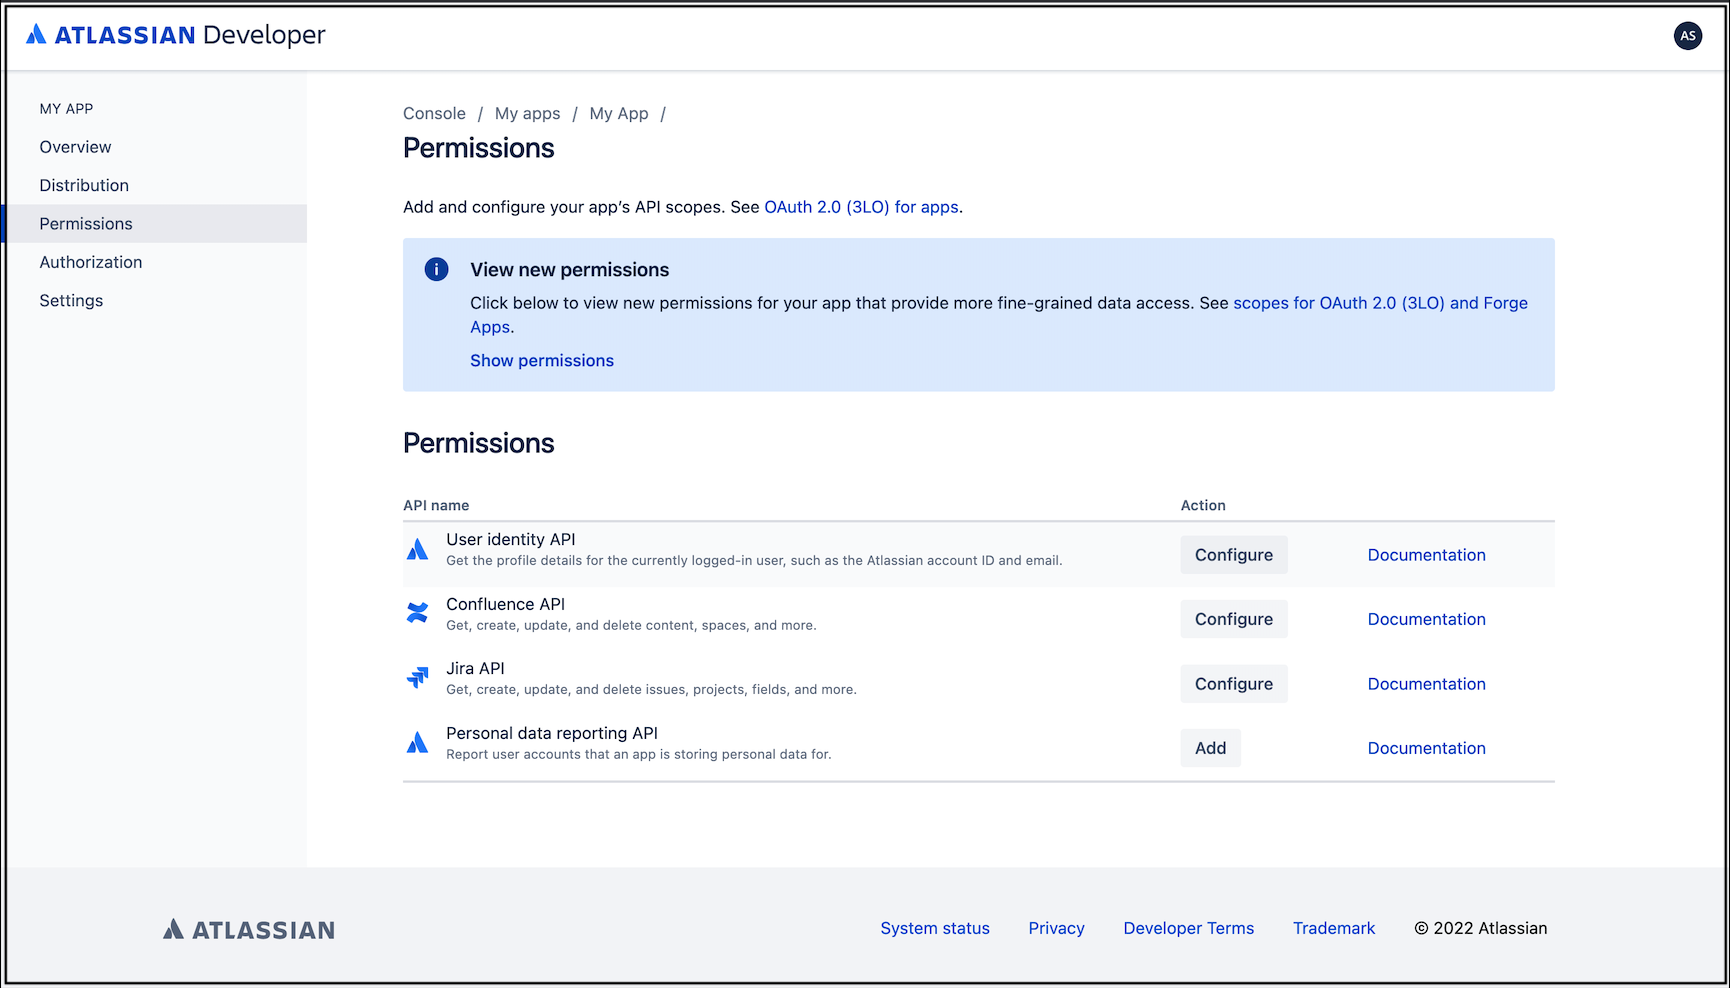 ATLASSIAN Developer
AS
MY APP
Overview
Distribution
Permissions
Authorization
Settings
Console / My apps / My App /
Permissions
Add and configure your app’s API scopes. See OAuth 2.0 (3LO) for apps.
i
View new permissions
Click below to view new permissions for your app that provide more fine-grained data access. See scopes for OAuth 2.0 (3LO) and Forge
Apps.
Show permissions
Permissions
API name Action
User identity API
Get the profile details for the currently logged-in user, such as the Atlassian account ID and email.
Configure Documentation
Confluence API
Get, create, update, and delete content, spaces, and more.
Configure Documentation
Jira API
Get, create, update, and delete issues, projects, fields, and more.
Configure Documentation
Personal data reporting API
Report user accounts that an app is storing personal data for.
Add Documentation
ATLASSIAN
System status Privacy Developer Terms Trademark © 2022 Atlassian